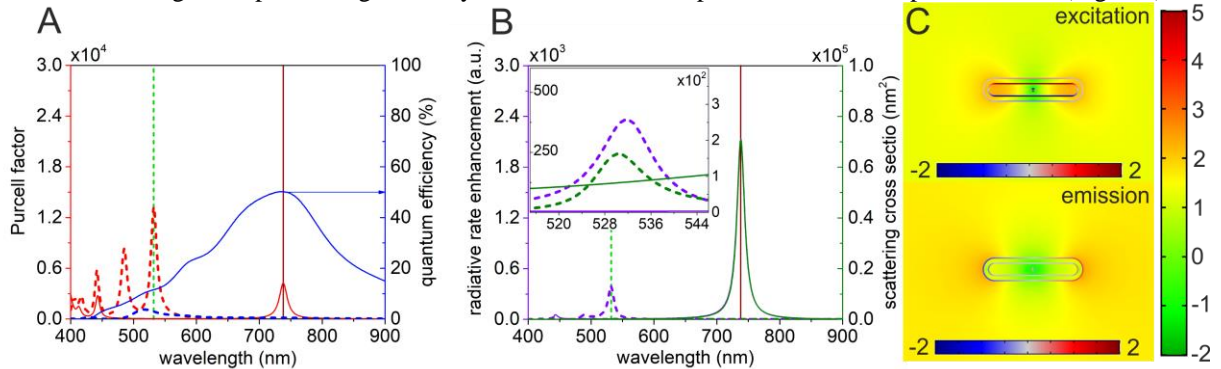 A
x10⁴
Purcell factor
3.0
2.4
1.8
1.2
0.6
0.0
100
80
60
40
20
0
quantum efficiency (%)
400 500 600 700 800 900
wavelength (nm)
B
x10³
x10⁵
radiative rate enhancement (a.u.)
3.0
2.4
1.8
1.2
0.6
0.0
x10²
500
250
3
2
1
0
520 528 536 544
1.0
0.8
0.6
0.4
0.2
0.0
scattering cross sectio (nm²)
400 500 600 700 800 900
wavelength (nm)
C
excitation
-2 2
emission
-2 2
5
4
3
2
1
0
-1
-2